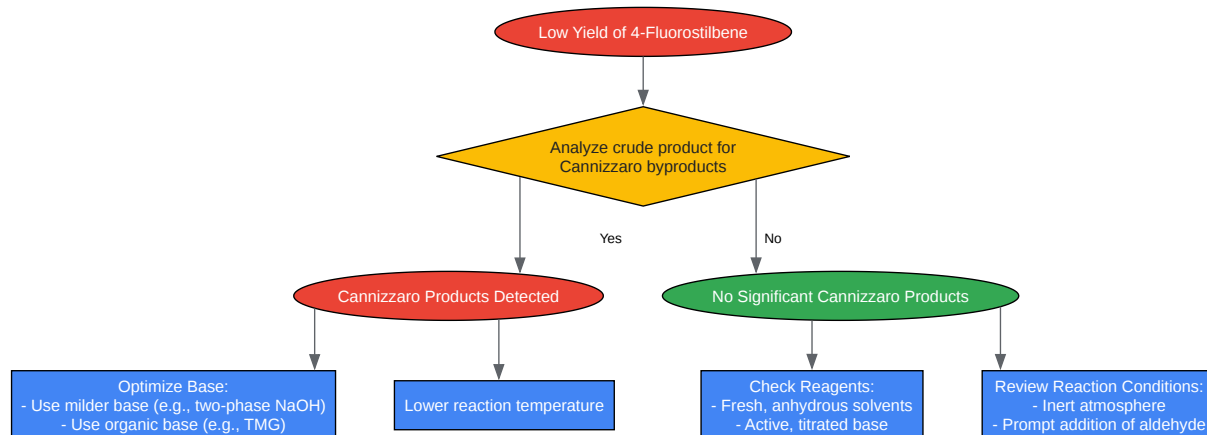 Low Yield of 4-Fluorostilbene
Analyze crude product for
Cannizzaro byproducts
Yes
No
Cannizzaro Products Detected
No Significant Cannizzaro Products
Optimize Base:
- Use milder base (e.g., two-phase NaOH)
- Use organic base (e.g., TMG)
Lower reaction temperature
Check Reagents:
- Fresh, anhydrous solvents
- Active, titrated base
Review Reaction Conditions:
- Inert atmosphere
- Prompt addition of aldehyde